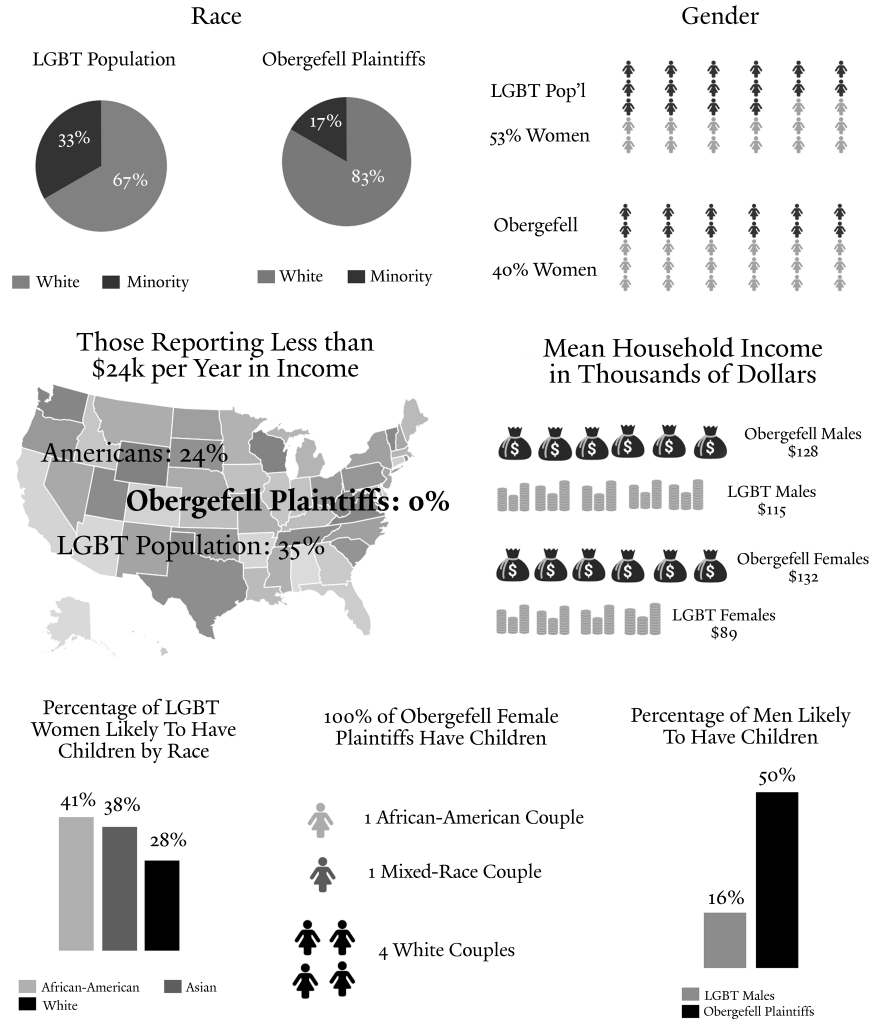 Race
LGBT Population
33%
67%
White
Minority
Obergefell Plaintiffs
17%
83%
White
Minority
Gender
LGBT Pop'l
53% Women
Obergefell
40% Women
Those Reporting Less than
$24k per Year in Income
Americans: 24%
Obergefell Plaintiffs: 0%
LGBT Population: 35%
Mean Household Income
in Thousands of Dollars
$ $ $ $ $ $
Obergefell Males
$128
LGBT Males
$115
$ $ $ $ $ $
Obergefell Females
$132
LGBT Females
$89
Percentage of LGBT
Women Likely To Have
Children by Race
41%
38%
28%
African-American
Asian
White
100% of Obergefell Female
Plaintiffs Have Children
1 African-American Couple
1 Mixed-Race Couple
4 White Couples
Percentage of Men Likely
To Have Children
50%
16%
LGBT Males
Obergefell Plaintiffs